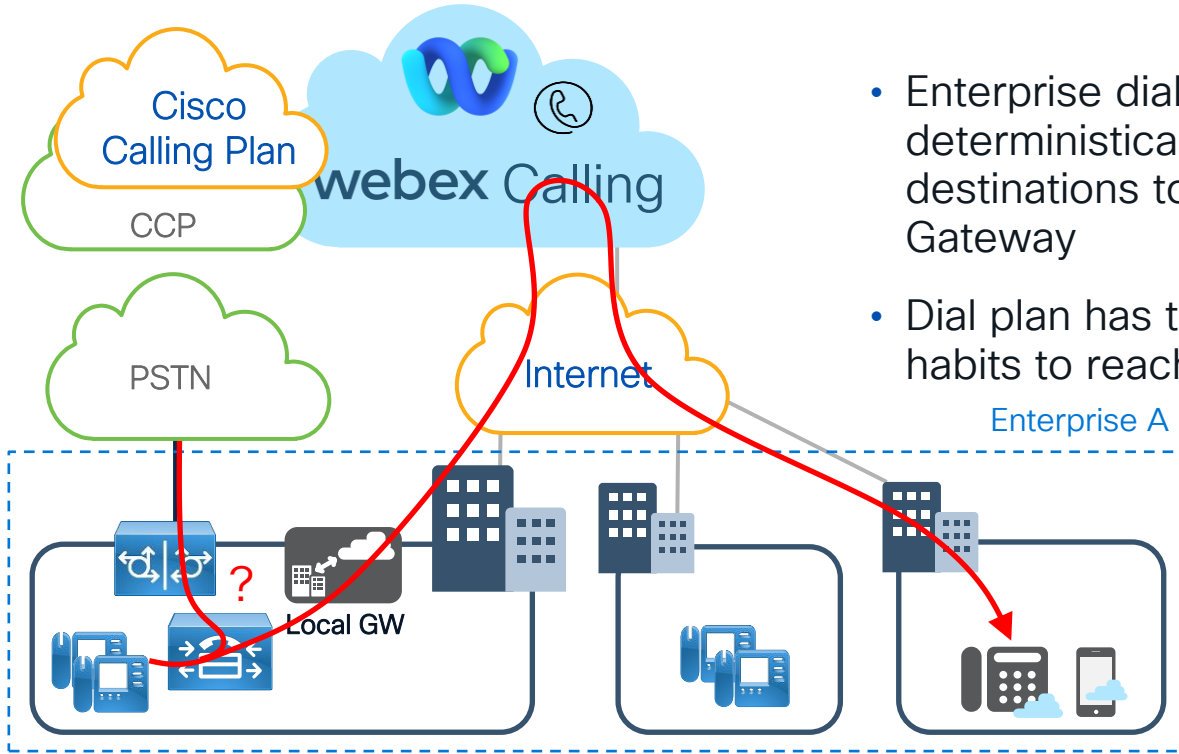 Cisco
Calling Plan
CCP
webex Calling
PSTN
Internet
• Enterprise dial
deterministica
destinations to
Gateway
• Dial plan has t
habits to reach
Enterprise A
?
Local GW